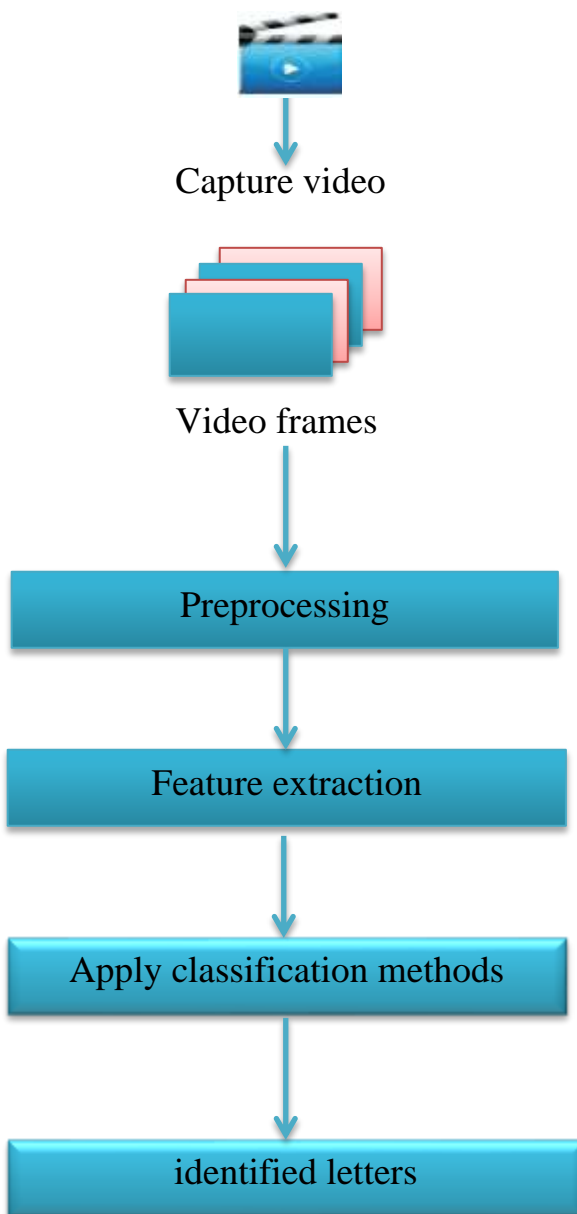 Capture video
Video frames
Preprocessing
Feature extraction
Apply classification methods
identified letters